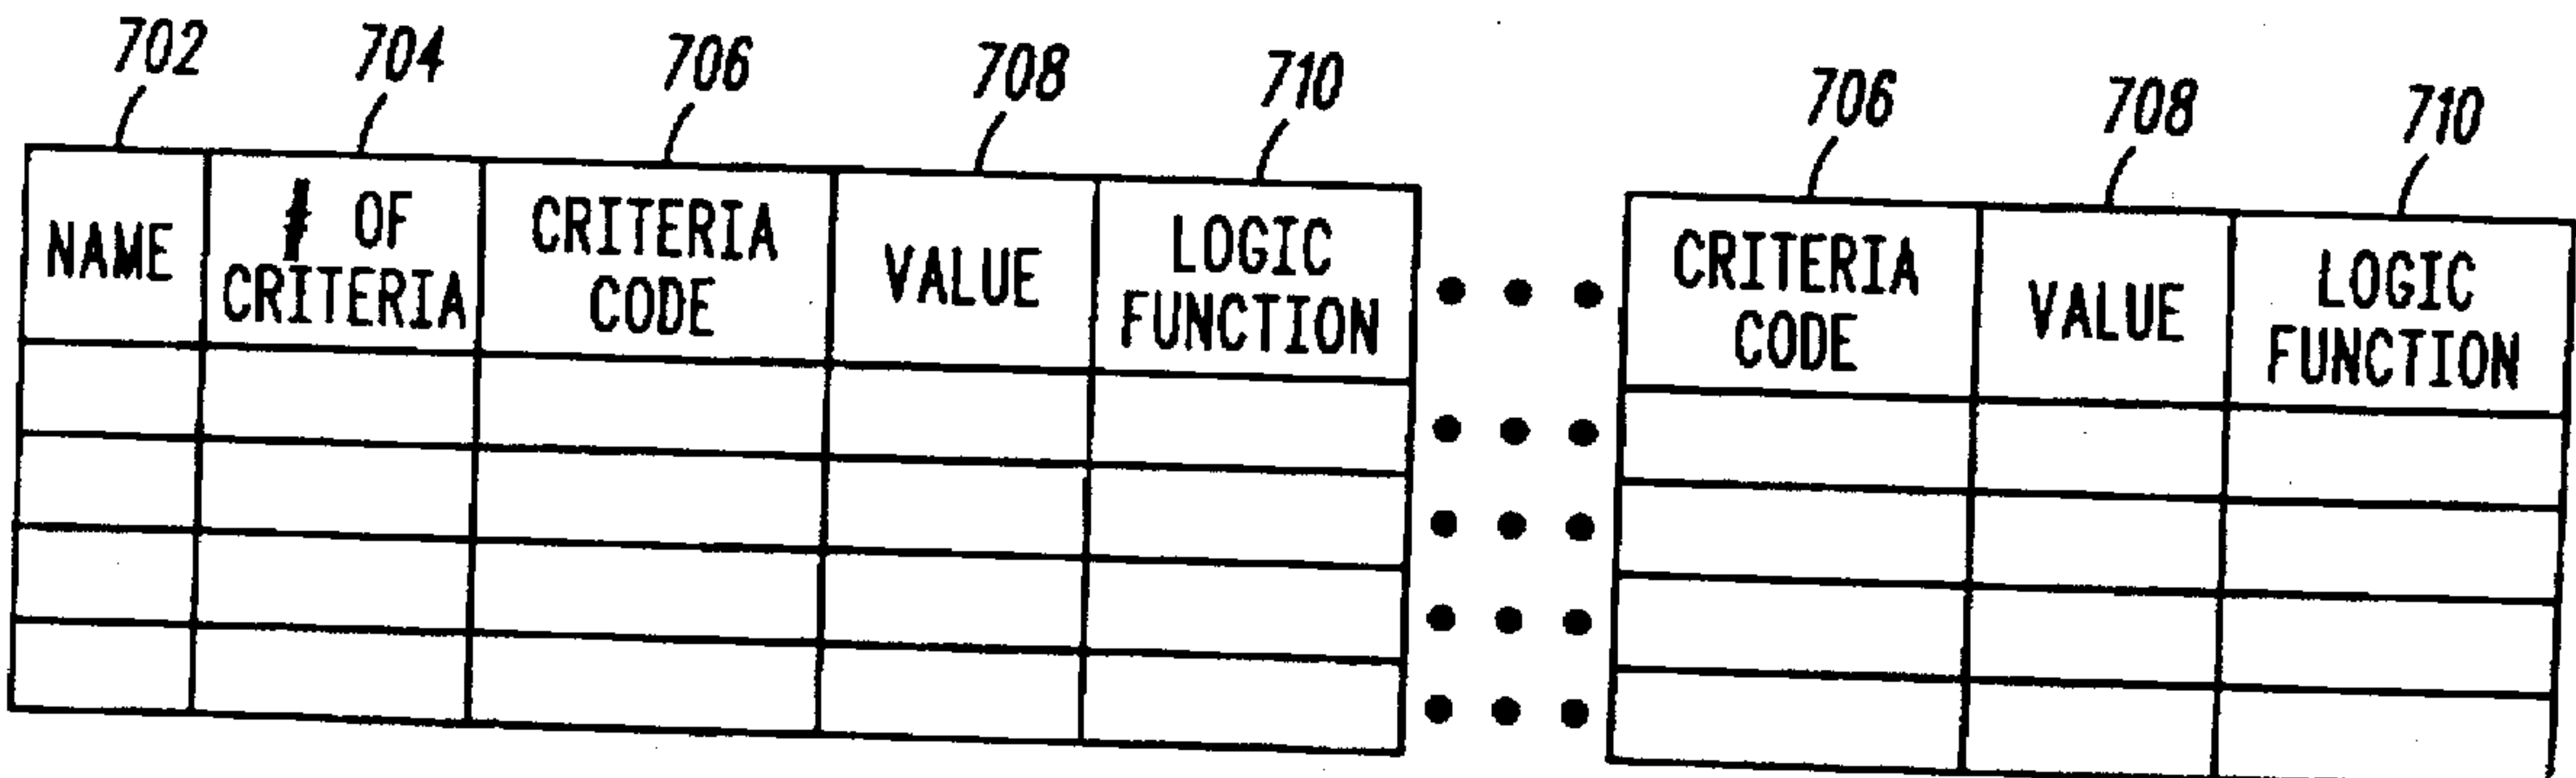 702 704 706 708 710 706 708 710
NAME # OF CRITERIA CRITERIA CODE VALUE LOGIC FUNCTION CRITERIA CODE VALUE LOGIC FUNCTION